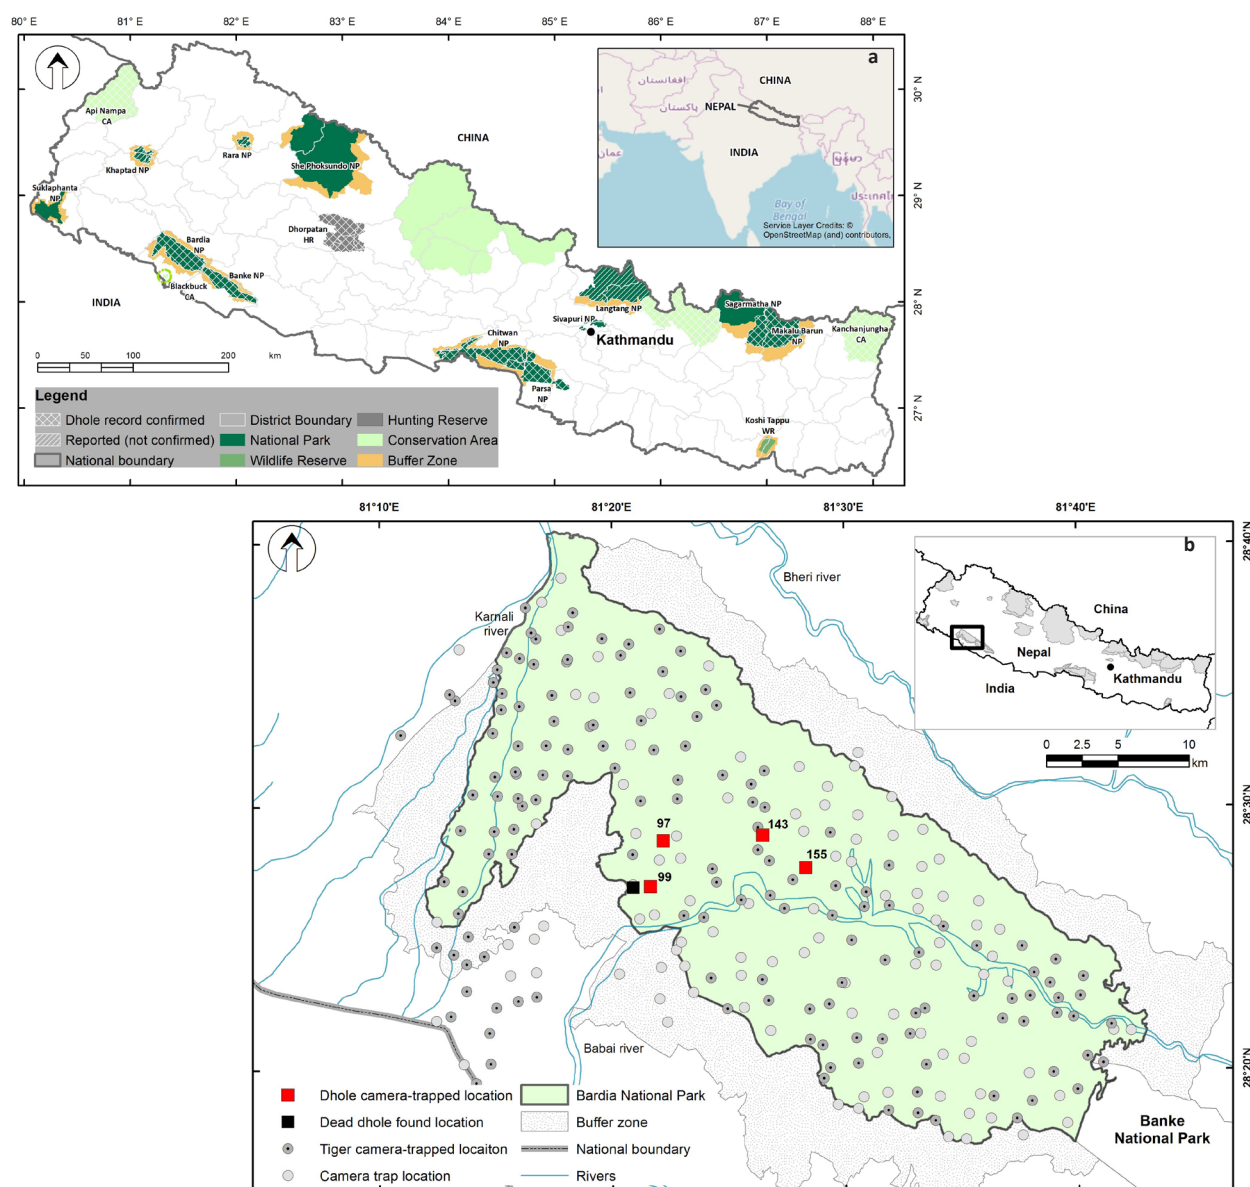 80° E
81° E
82° E
83° E
84° E
85° E
86° E
87° E
88° E
a
CHINA
افغانستان
پاکستان
NEPAL
INDIA
عمان
Bay of
Bengal
Service Layer Credits: ©
OpenStreetMap (and) contributors,
30° N
29° N
28° N
27° N
Api Nampa
CA
Khaptad NP
Rara NP
She Phoksundo NP
CHINA
Suklaphanta
NP
Dhorpatan
HR
Bardia
NP
Banke NP
Blackbuck
CA
INDIA
Langtang NP
Sivapuri NP
Kathmandu
Sagarmatha NP
Makalu Barun
NP
Kanchanjungha
CA
Chitwan
NP
Parsa
NP
Koshi Tappu
WR
0 50 100 200 km
Legend
Dhole record confirmed
District Boundary
Hunting Reserve
Reported (not confirmed)
National Park
Conservation Area
National boundary
Wildlife Reserve
Buffer Zone
81°10'E
81°20'E
81°30'E
81°40'E
28°40'N
28°30'N
28°20'N
b
China
Nepal
Kathmandu
India
0 2.5 5 10
km
Bheri river
Karnali
river
97
143
155
99
Babai river
Banke
National Park
Dhole camera-trapped location
Bardia National Park
Dead dhole found location
Buffer zone
Tiger camera-trapped locaiton
National boundary
Camera trap location
Rivers